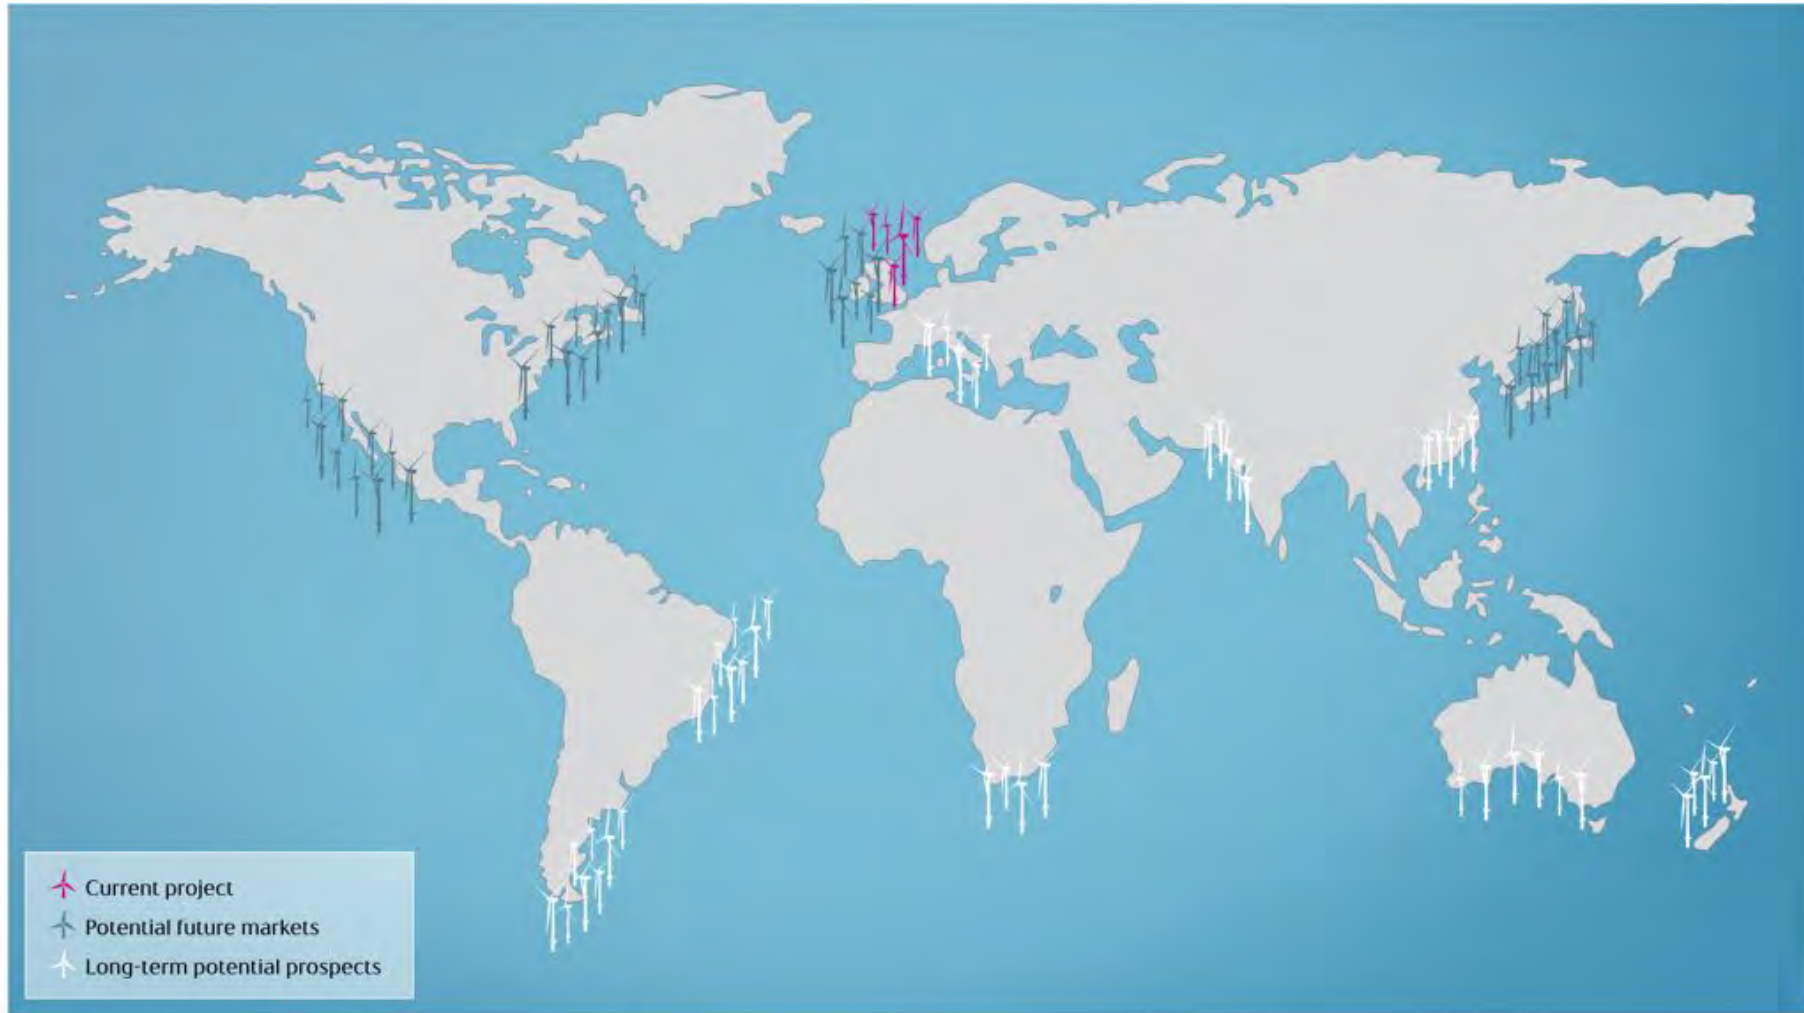 Current project
Potential future markets
Long-term potential prospects